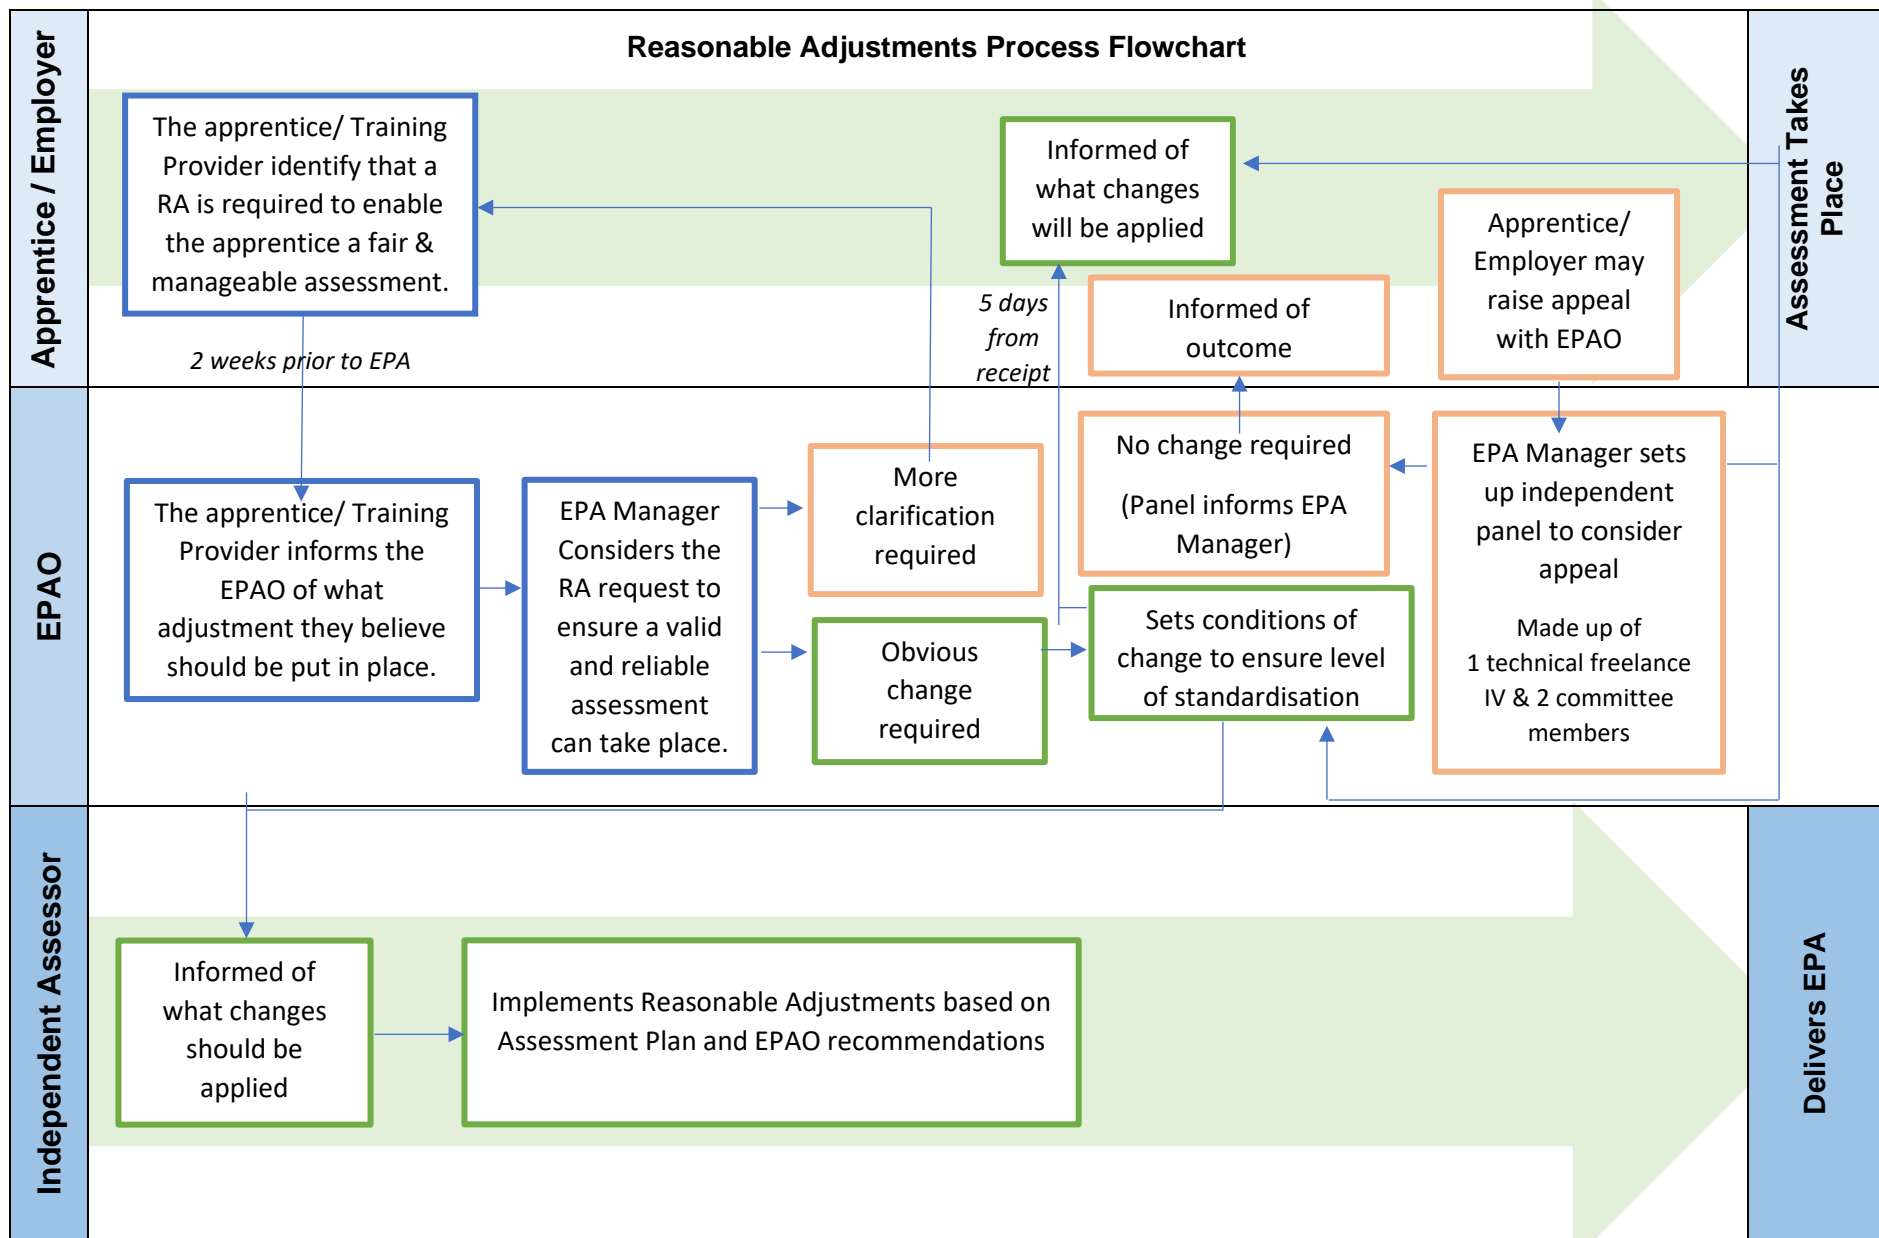 Reasonable Adjustments Process Flowchart
Apprentice / Employer
The apprentice/ Training
Provider identify that a
RA is required to enable
the apprentice a fair &
manageable assessment.
2 weeks prior to EPA
Informed of
what changes
will be applied
5 days
from
receipt
Informed of
outcome
Apprentice/
Employer may
raise appeal
with EPAO
Assessment Takes
Place
EPAO
The apprentice/ Training
Provider informs the
EPAO of what
adjustment they believe
should be put in place.
EPA Manager
Considers the
RA request to
ensure a valid
and reliable
assessment
can take place.
More
clarification
required
Obvious
change
required
No change required
(Panel informs EPA
Manager)
Sets conditions of
change to ensure level
of standardisation
EPA Manager sets
up independent
panel to consider
appeal
Made up of
1 technical freelance
IV & 2 committee
members
Independent Assessor
Informed of
what changes
should be
applied
Implements Reasonable Adjustments based on
Assessment Plan and EPAO recommendations
Delivers EPA